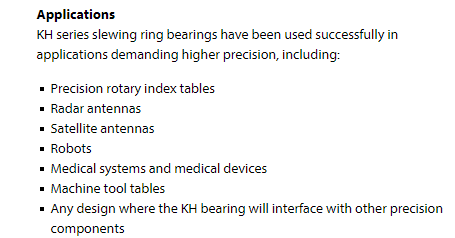 Applications
KH series slewing ring bearings have been used successfully in
applications demanding higher precision, including:
▪ Precision rotary index tables
▪ Radar antennas
▪ Satellite antennas
▪ Robots
▪ Medical systems and medical devices
▪ Machine tool tables
▪ Any design where the KH bearing will interface with other precision
components